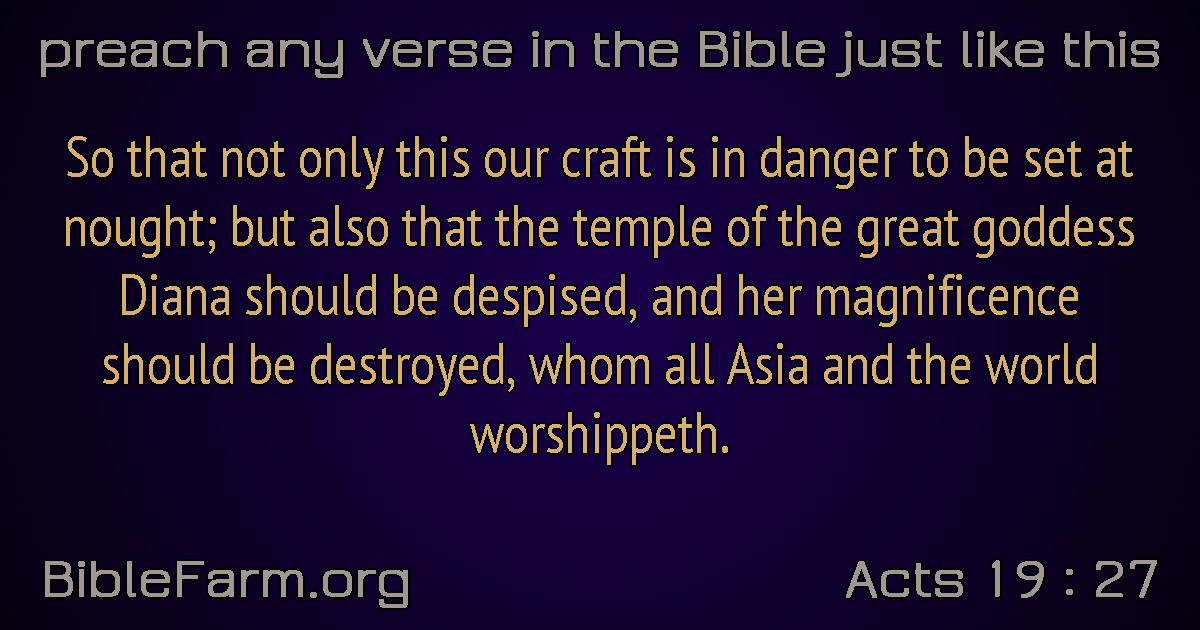 preach any verse in the Bible just like this
So that not only this our craft is in danger to be set at
nought; but also that the temple of the great goddess
Diana should be despised, and her magnificence
should be destroyed, whom all Asia and the world
worshippeth.
BibleFarm.org
Acts 19 : 27